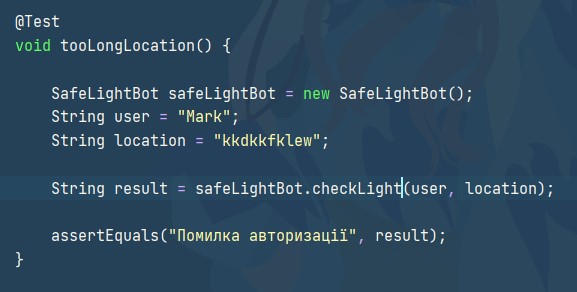 @Test
void tooLongLocation() {
SafeLightBot safeLightBot = new SafeLightBot();
String user = "Mark";
String location = "kkdkkfklew";
String result = safeLightBot.checkLight(user, location);
assertEquals("Помилка авторизації", result);
}